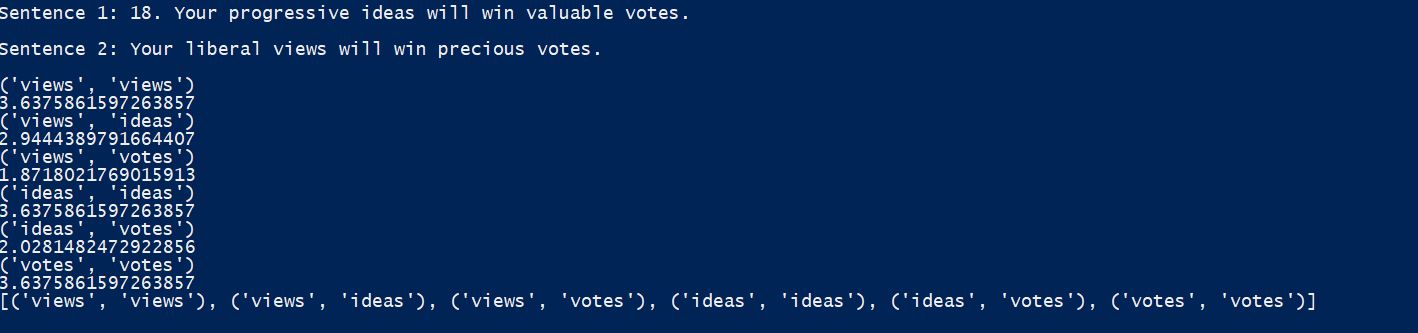 Sentence 1: 18. Your progressive ideas will win valuable votes.
Sentence 2: Your liberal views will win precious votes.
('views', 'views')
3.6375861597263857
('views', 'ideas')
2.9444389791664407
('views', 'votes')
1.8718021769015913
('ideas', 'ideas')
3.6375861597263857
('ideas', 'votes')
2.0281482472922856
('votes', 'votes')
3.6375861597263857
[('views', 'views'), ('views', 'ideas'), ('views', 'votes'), ('ideas', 'ideas'), ('ideas', 'votes'), ('votes', 'votes')]